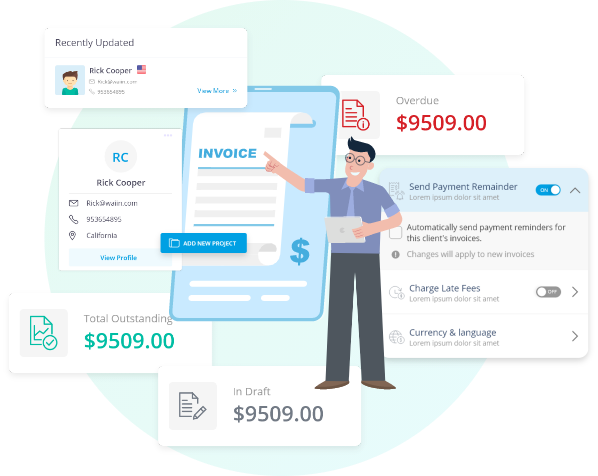 Recently Updated
Rick Cooper
Rick@waiin.com
953654895
View More »
Overdue
$9509.00
INVOICE
$
RC
Rick Cooper
Rick@waiin.com
953654895
California
View Profile
ADD NEW PROJECT
Send Payment Remainder
Lorem ipsum dolor sit amet
ON
Automatically send payment reminders for
this client's invoices.
Changes will apply to new invoices
Charge Late Fees
Lorem ipsum dolor sit amet
OFF
Currency & language
Lorem ipsum dolor sit amet
Total Outstanding
$9509.00
In Draft
$9509.00